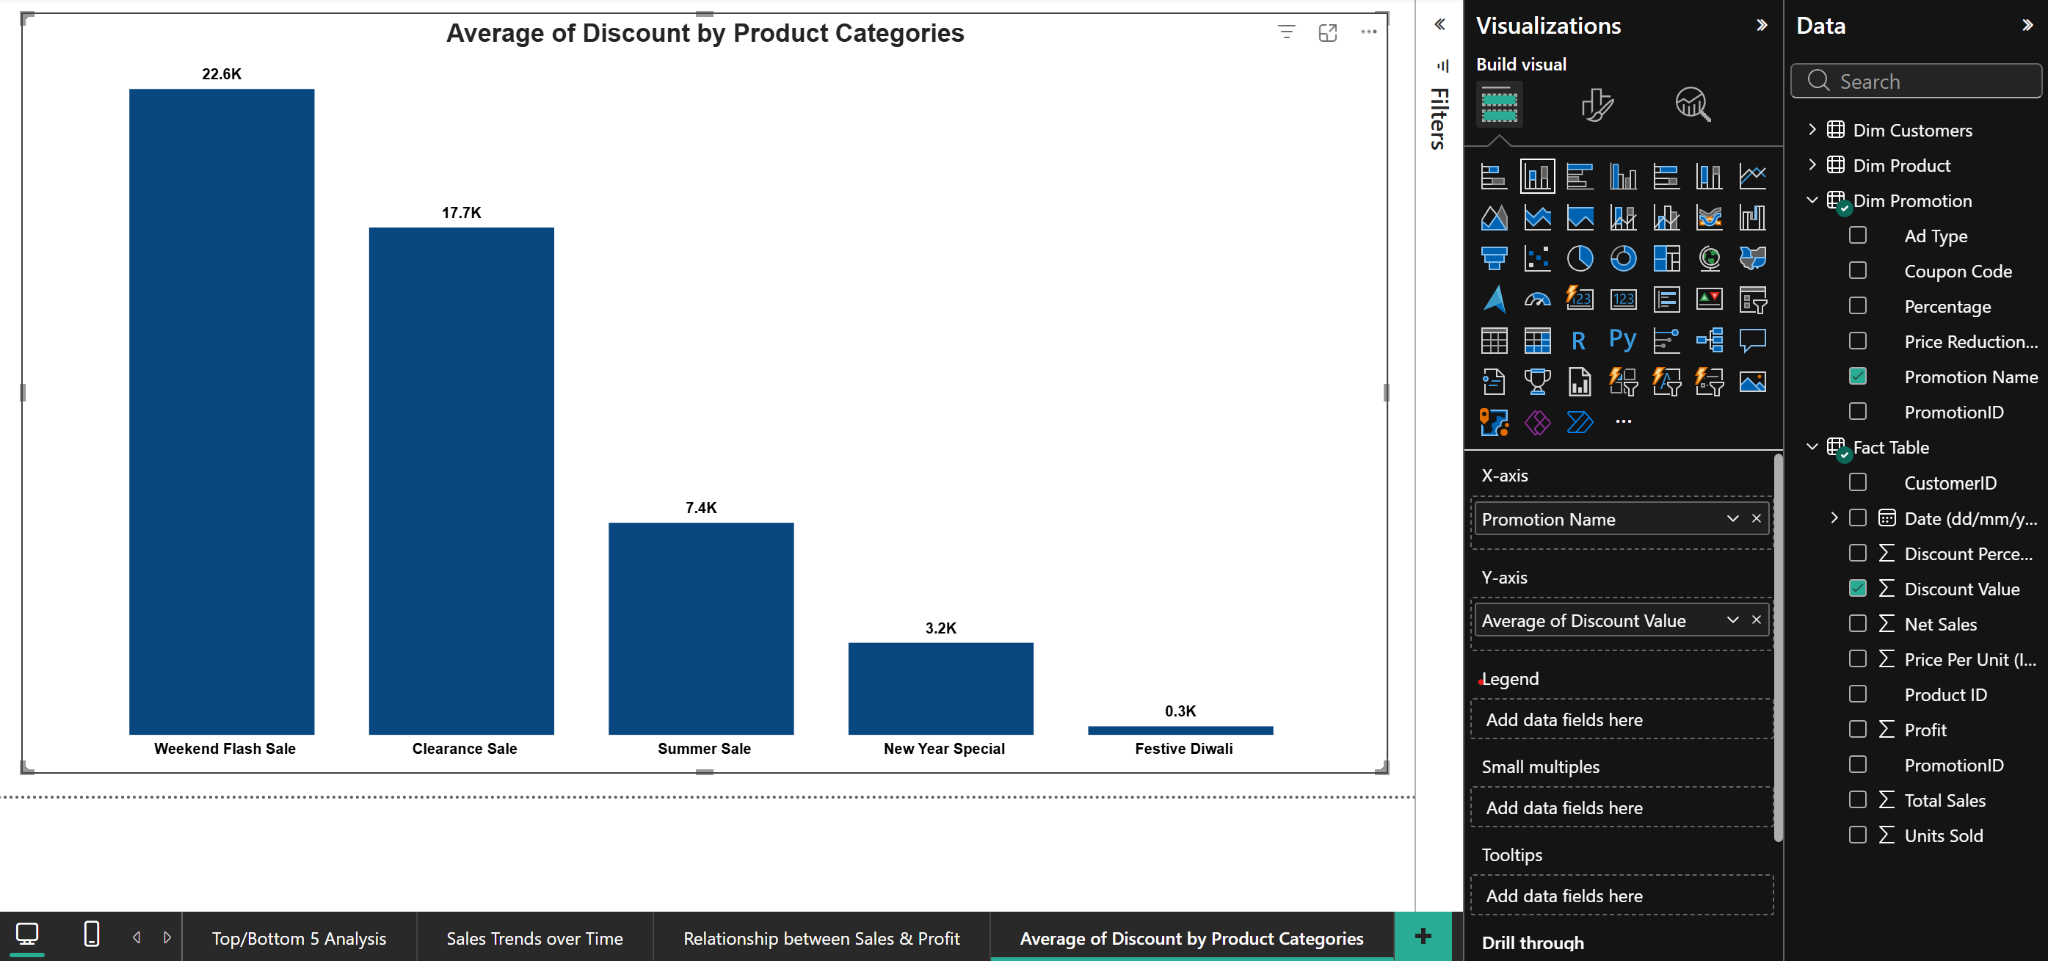 Average of Discount by Product Categories
22.6K
17.7K
7.4K
3.2K
0.3K
Weekend Flash Sale
Clearance Sale
Summer Sale
New Year Special
Festive Diwali
Filters
Visualizations
Build visual
123
123
R
Py
X-axis
Promotion Name
Y-axis
Average of Discount Value
Legend
Add data fields here
Small multiples
Add data fields here
Tooltips
Add data fields here
Drill through
Data
Search
Dim Customers
Dim Product
Dim Promotion
Ad Type
Coupon Code
Percentage
Price Reduction...
Promotion Name
PromotionID
Fact Table
CustomerID
Date (dd/mm/y...
Discount Perce...
Discount Value
Net Sales
Price Per Unit (I...
Product ID
Profit
PromotionID
Total Sales
Units Sold
Top/Bottom 5 Analysis
Sales Trends over Time
Relationship between Sales & Profit
Average of Discount by Product Categories